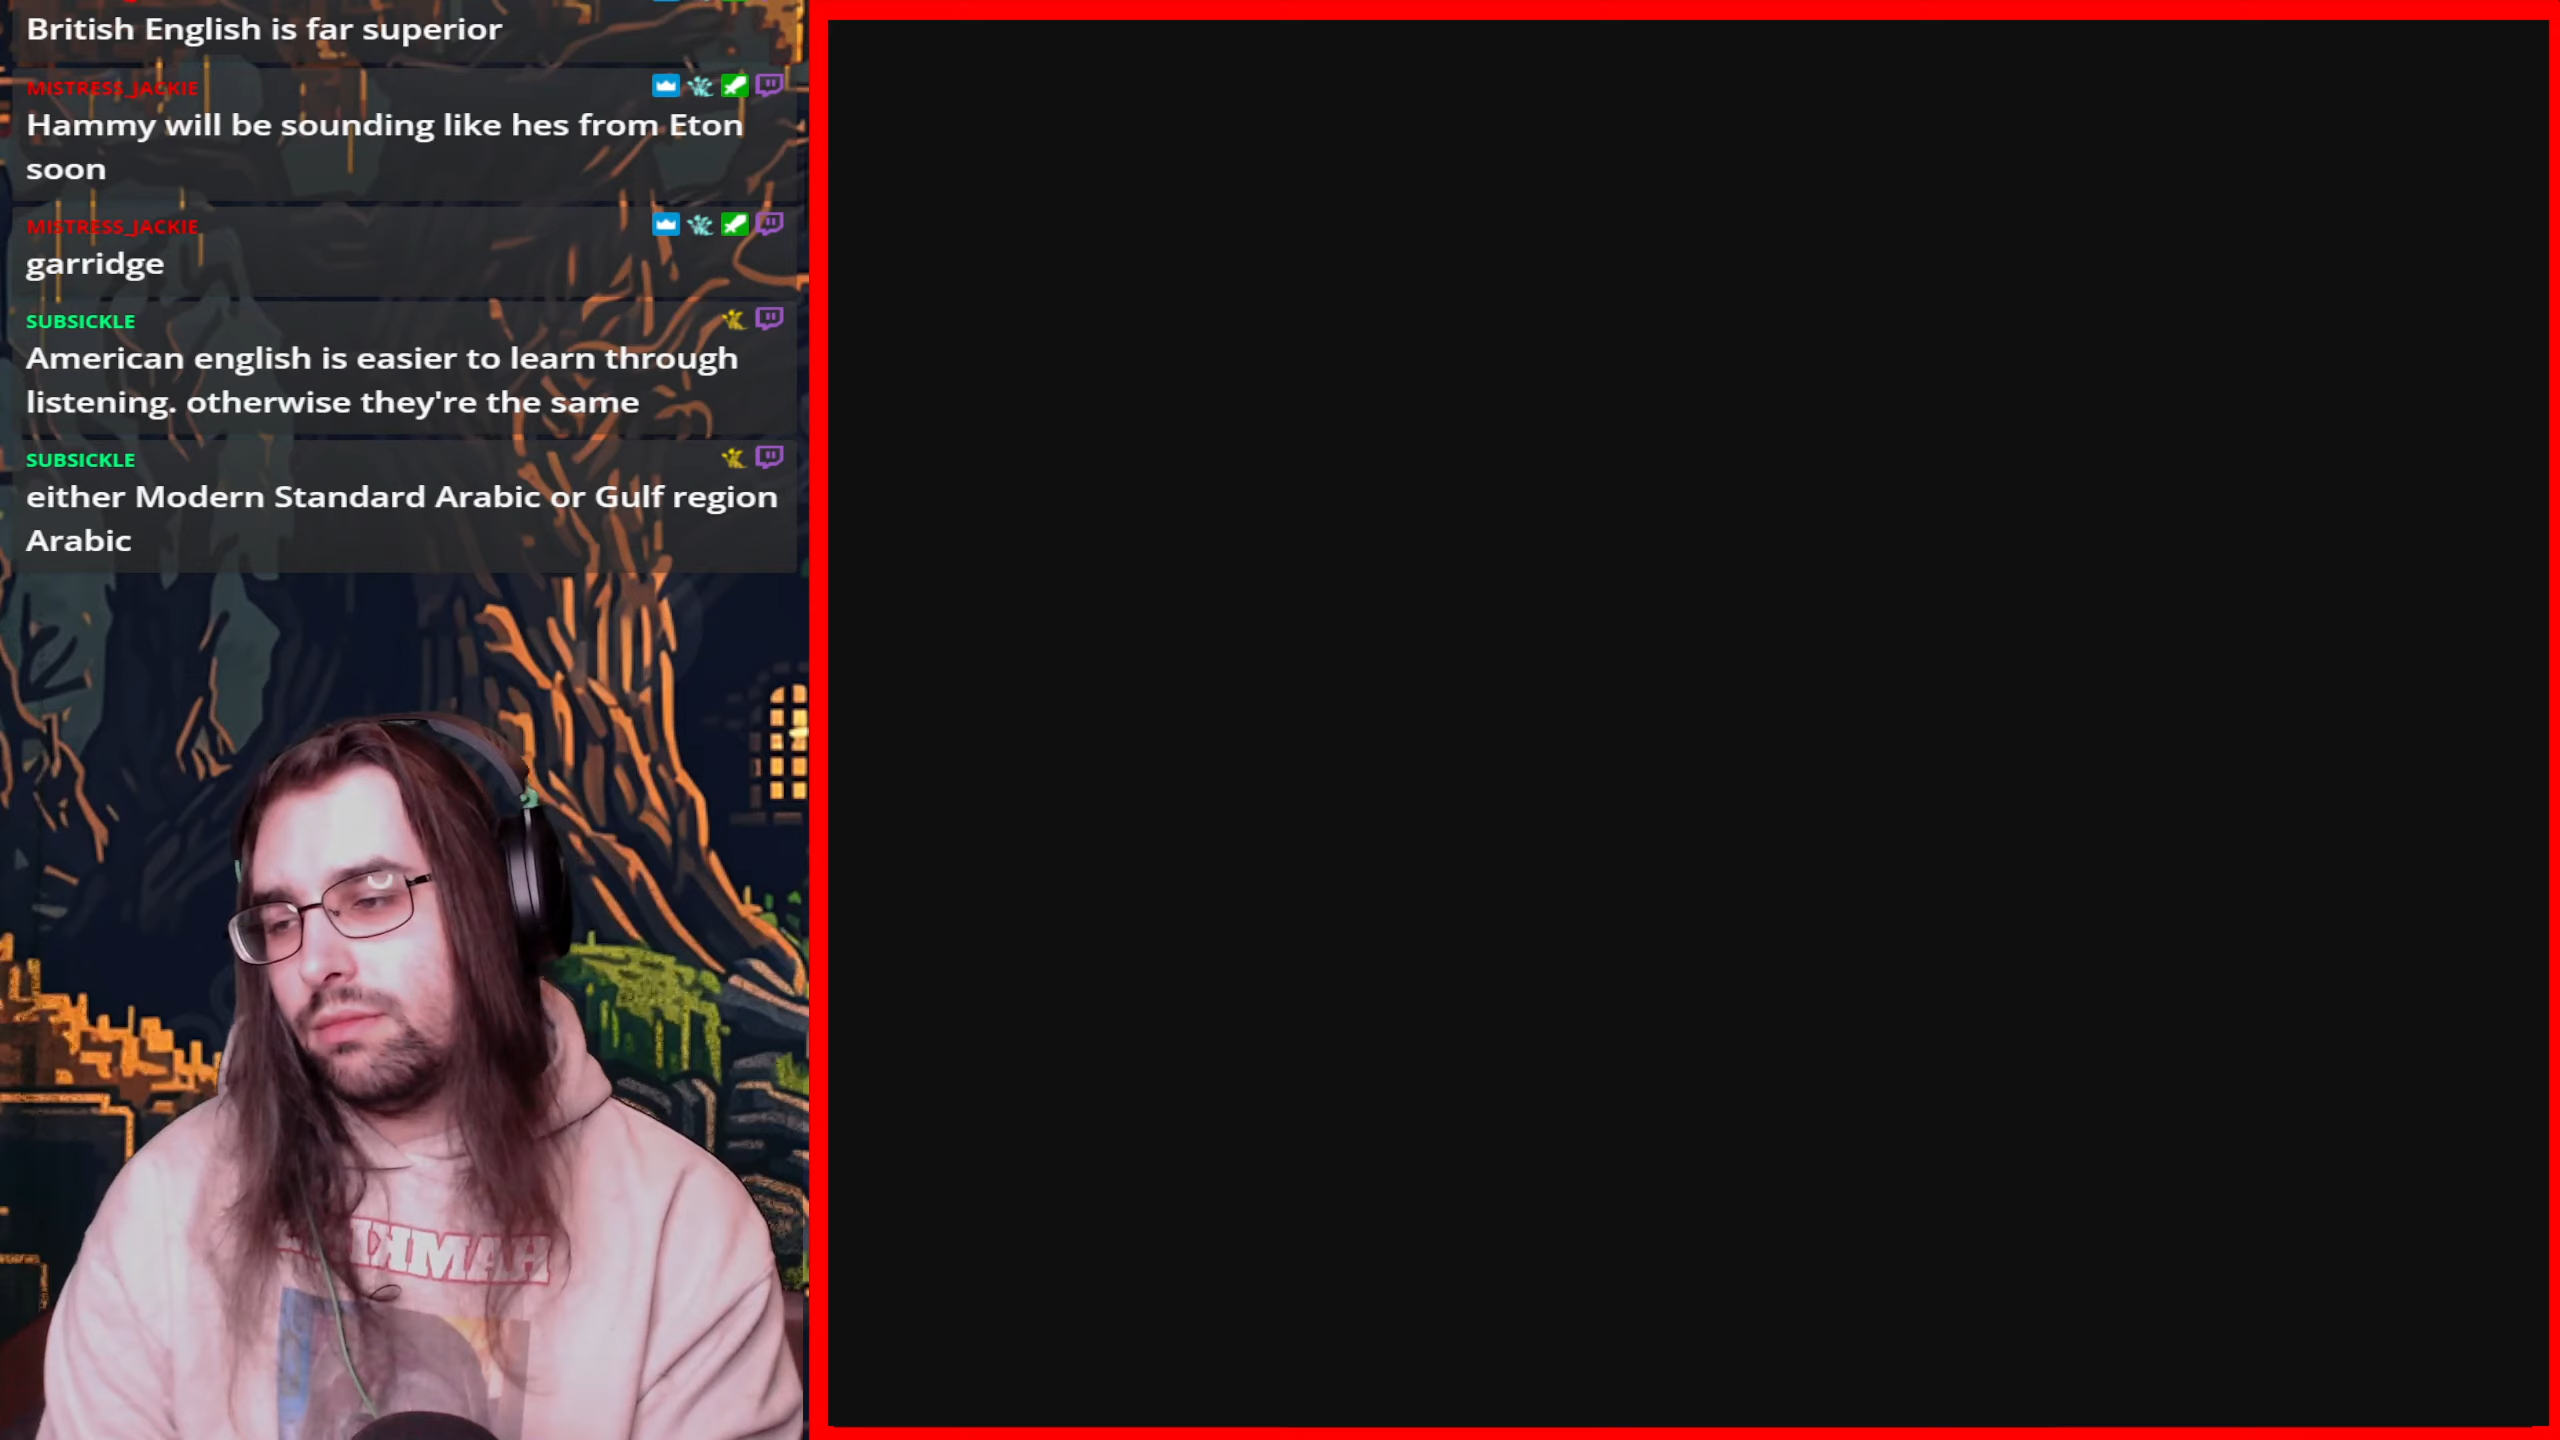 British English is far superior
MISTRESS_JACKIE
Hammy will be sounding like hes from Eton
soon
MISTRESS_JACKIE
garridge
SUBSICKLE
American english is easier to learn through
listening. otherwise they're the same
SUBSICKLE
either Modern Standard Arabic or Gulf region
Arabic